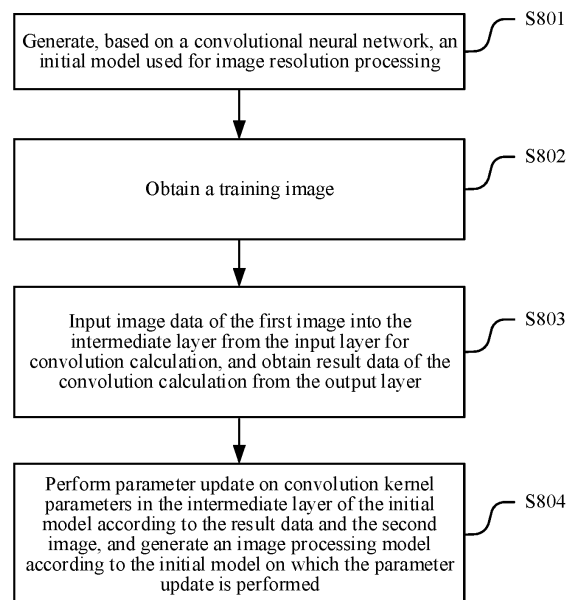 Generate, based on a convolutional neural network, an
initial model used for image resolution processing
S801
Obtain a training image
S802
Input image data of the first image into the
intermediate layer from the input layer for
convolution calculation, and obtain result data of the
convolution calculation from the output layer
S803
Perform parameter update on convolution kernel
parameters in the intermediate layer of the initial
model according to the result data and the second
image, and generate an image processing model
according to the initial model on which the parameter
update is performed
S804